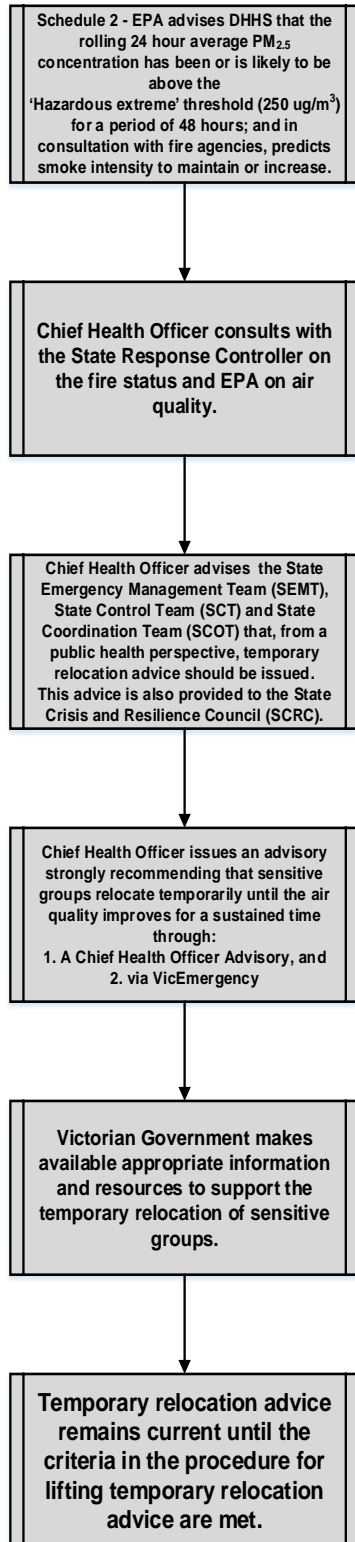 Schedule 2 - EPA advises DHHS that the
rolling 24 hour average PM2.5
concentration has been or is likely to be
above the
‘Hazardous extreme’ threshold (250 ug/m3)
for a period of 48 hours; and in
consultation with fire agencies, predicts
smoke intensity to maintain or increase.
Chief Health Officer consults with
the State Response Controller on
the fire status and EPA on air
quality.
Chief Health Officer advises the State
Emergency Management Team (SEMT),
State Control Team (SCT) and State
Coordination Team (SCOT) that, from a
public health perspective, temporary
relocation advice should be issued.
This advice is also provided to the State
Crisis and Resilience Council (SCRC).
Chief Health Officer issues an advisory
strongly recommending that sensitive
groups relocate temporarily until the air
quality improves for a sustained time
through:
1. A Chief Health Officer Advisory, and
2. via VicEmergency
Victorian Government makes
available appropriate information
and resources to support the
temporary relocation of sensitive
groups.
Temporary relocation advice
remains current until the
criteria in the procedure for
lifting temporary relocation
advice are met.